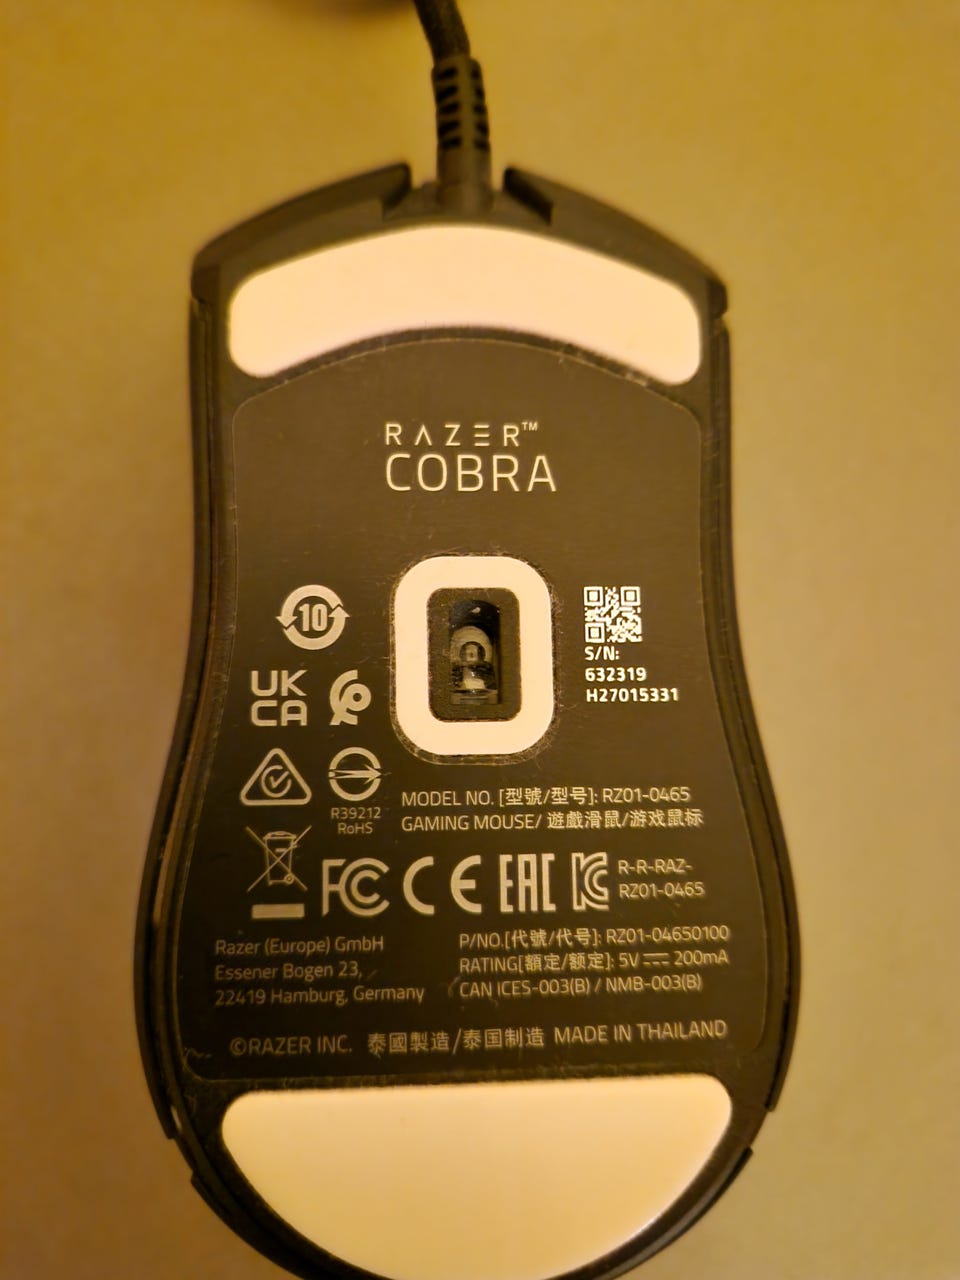 RAZER™
COBRA
10
S/N:
632319
H27015331
UK
CA
R39212
RoHS
MODEL NO. [型號/型号]: RZ01-0465
GAMING MOUSE/ 遊戲滑鼠/游戏鼠标
FC CE EAC KC
R-R-RAZ-
RZ01-0465
Razer (Europe) GmbH
Essener Bogen 23,
22419 Hamburg, Germany
P/NO.[代號/代号]: RZ01-04650100
RATING[額定/额定]: 5V ⎓ 200mA
CAN ICES-003(B) / NMB-003(B)
©RAZER INC. 泰國製造/泰国制造 MADE IN THAILAND